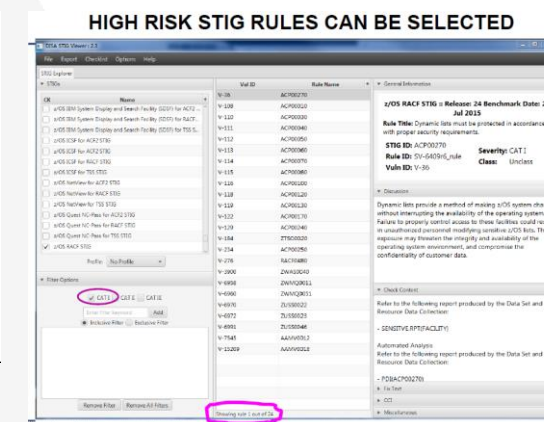 HIGH RISK STIG RULES CAN BE SELECTED
DISA STIG Viewer : 2.3
File Export Checklist Options Help
STIG Explorer
STIGs
CK Name
z/OS IBM System Display and Search Facility (SDSF) for ACF2 ...
z/OS IBM System Display and Search Facility (SDSF) for RACF...
z/OS IBM System Display and Search Facility (SDSF) for TSS S...
z/OS ICSF for ACF2 STIG
z/OS ICSF for RACF STIG
z/OS ICSF for TSS STIG
z/OS NetView for ACF2 STIG
z/OS NetView for RACF STIG
z/OS NetView for TSS STIG
z/OS Quest NC-Pass for ACF2 STIG
z/OS Quest NC-Pass for RACF STIG
z/OS Quest NC-Pass for TSS STIG
z/OS RACF STIG
Profile: No Profile
Filter Options
CAT I CAT II CAT III
Enter filter keyword Add
Inclusive Filter Exclusive Filter
Remove Filter Remove All Filters
Vul ID Rule Name
V-36 ACP00270
V-108 ACP00010
V-110 ACP00030
V-111 ACP00040
V-112 ACP00050
V-113 ACP00060
V-114 ACP00070
V-115 ACP00080
V-116 ACP00100
V-118 ACP00120
V-119 ACP00130
V-122 ACP00170
V-129 ACP00240
V-184 ZTSO0020
V-234 ACP00250
V-276 RACF0480
V-3900 ZWAS0040
V-6958 ZWMQ0011
V-6960 ZWMQ0051
V-6970 ZUSS0022
V-6972 ZUSS0023
V-6991 ZUSS0046
V-7545 AAMV0012
V-15209 AAMV0018
Showing rule 1 out of 24
General Information
z/OS RACF STIG :: Release: 24 Benchmark Date: 2
Jul 2015
Rule Title: Dynamic lists must be protected in accordance
with proper security requirements.
STIG ID: ACP00270
Rule ID: SV-6409r6_rule
Vuln ID: V-36
Severity: CAT I
Class: Unclass
Discussion
Dynamic lists provide a method of making z/OS system chan
without interrupting the availability of the operating system.
Failure to properly control access to these facilities could res
in unauthorized personnel modifying sensitive z/OS lists. Thi
exposure may threaten the integrity and availability of the
operating system environment, and compromise the
confidentiality of customer data.
Check Content
Refer to the following report produced by the Data Set and
Resource Data Collection:
- SENSITVE.RPT(FACILITY)
Automated Analysis
Refer to the following report produced by the Data Set and
Resource Data Collection:
- PDI(ACP00270)
Fix Text
CCI
Miscellaneous